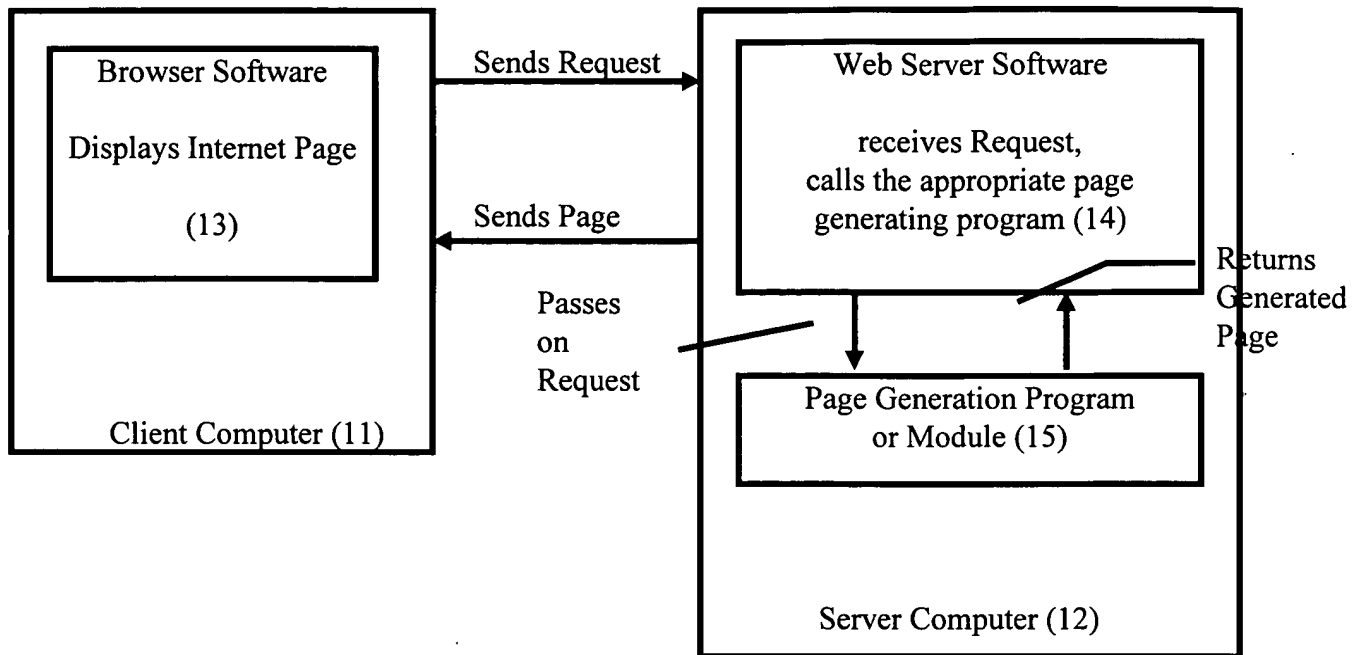 Browser Software
Displays Internet Page
(13)
Client Computer (11)
Sends Request
Sends Page
Passes
on
Request
Web Server Software
receives Request,
calls the appropriate page
generating program (14)
Returns
Generated
Page
Page Generation Program
or Module (15)
Server Computer (12)